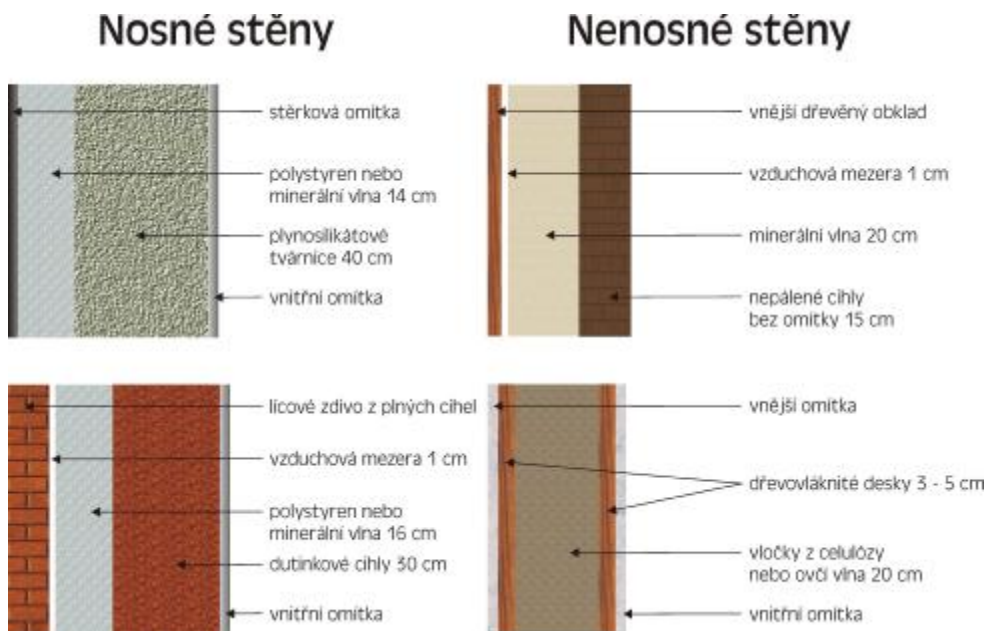 Nosné stěny
stěrková omítka
polystyren nebo
minerální vlna 14 cm
plynosilikátové
tvárnice 40 cm
vnitřní omítka
lícové zdivo z plných cihel
vzduchová mezera 1 cm
polystyren nebo
minerální vlna 16 cm
dutinkové cihly 30 cm
vnitřní omítka
Nenosné stěny
vnější dřevěný obklad
vzduchová mezera 1 cm
minerální vlna 20 cm
nepálené cihly
bez omítky 15 cm
vnější omítka
dřevovláknité desky 3 - 5 cm
vločky z celulózy
nebo ovčí vlna 20 cm
vnitřní omítka